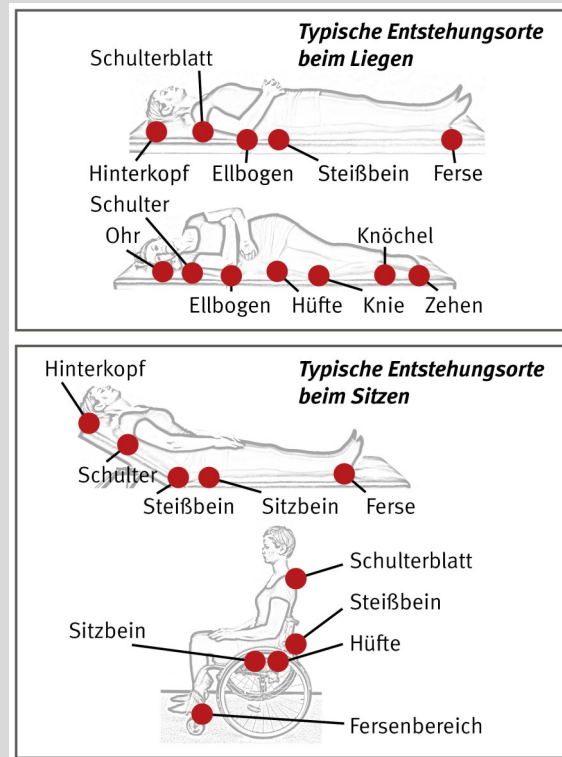 Typische Entstehungsorte
beim Liegen
Schulterblatt
Hinterkopf Ellbogen Steißbein Ferse
Schulter
Ohr
Knöchel
Ellbogen Hüfte Knie Zehen
Typische Entstehungsorte
beim Sitzen
Hinterkopf
Schulter
Steißbein Sitzbein Ferse
Schulterblatt
Steißbein
Sitzbein
Hüfte
Fersenbereich